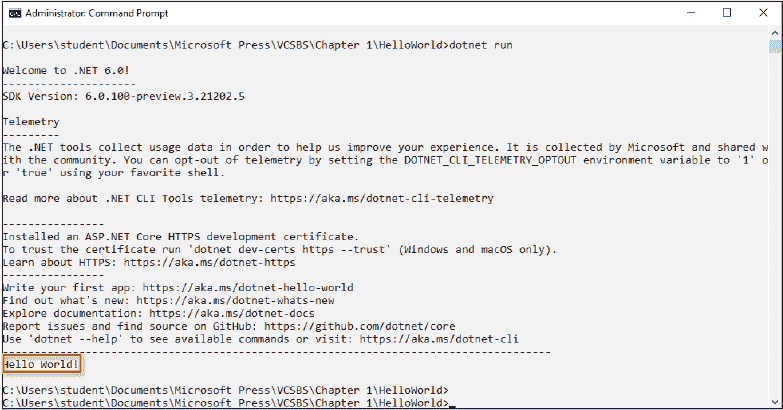 Administrator: Command Prompt
C:\Users\student\Documents\Microsoft Press\VCSBS\Chapter 1\HelloWorld>dotnet run
Welcome to .NET 6.0!
---------------------
SDK Version: 6.0.100-preview.3.21202.5
Telemetry
---------
The .NET tools collect usage data in order to help us improve your experience. It is collected by Microsoft and shared w
ith the community. You can opt-out of telemetry by setting the DOTNET_CLI_TELEMETRY_OPTOUT environment variable to '1' o
r 'true' using your favorite shell.
Read more about .NET CLI Tools telemetry: https://aka.ms/dotnet-cli-telemetry
----------------
Installed an ASP.NET Core HTTPS development certificate.
To trust the certificate run 'dotnet dev-certs https --trust' (Windows and macOS only).
Learn about HTTPS: https://aka.ms/dotnet-https
----------------
Write your first app: https://aka.ms/dotnet-hello-world
Find out what's new: https://aka.ms/dotnet-whats-new
Explore documentation: https://aka.ms/dotnet-docs
Report issues and find source on GitHub: https://github.com/dotnet/core
Use 'dotnet --help' to see available commands or visit: https://aka.ms/dotnet-cli
--------------------------------------------------------------------------------------
Hello World!
C:\Users\student\Documents\Microsoft Press\VCSBS\Chapter 1\HelloWorld>
C:\Users\student\Documents\Microsoft Press\VCSBS\Chapter 1\HelloWorld>_